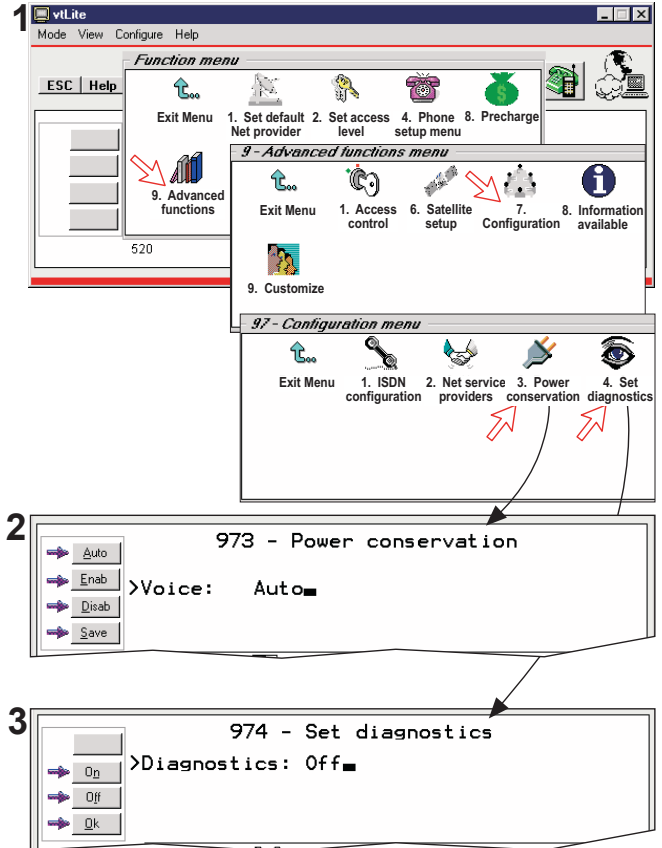 1
vtLite
Mode View Configure Help
ESC Help
Function menu
Exit Menu
1. Set default Net provider
2. Set access level
4. Phone setup menu
8. Precharge
9. Advanced functions
520
9 - Advanced functions menu
Exit Menu
1. Access control
6. Satellite setup
7. Configuration
8. Information available
9. Customize
97 - Configuration menu
Exit Menu
1. ISDN configuration
2. Net service providers
3. Power conservation
4. Set diagnostics
2
973 - Power conservation
Auto
Enab
Disab
Save
>Voice: Auto
3
974 - Set diagnostics
>Diagnostics: Off
On
Off
Ok